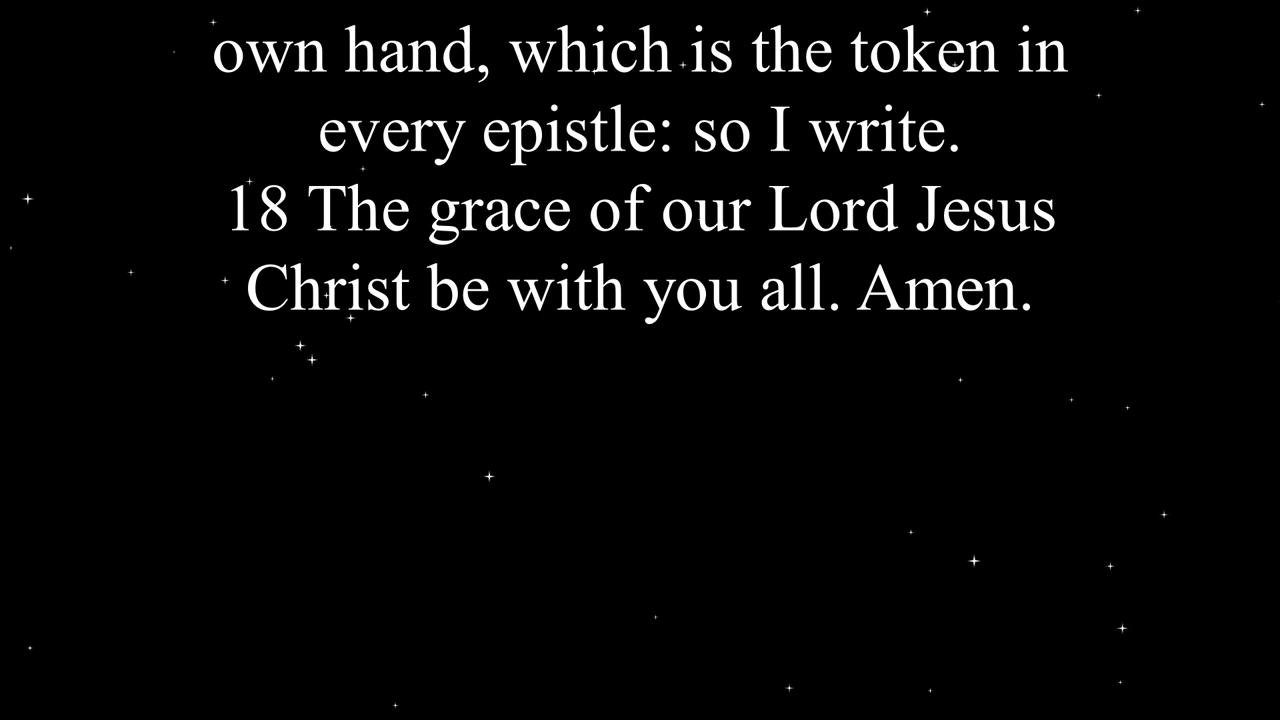 own hand, which is the token in
every epistle: so I write.
18 The grace of our Lord Jesus
Christ be with you all. Amen.